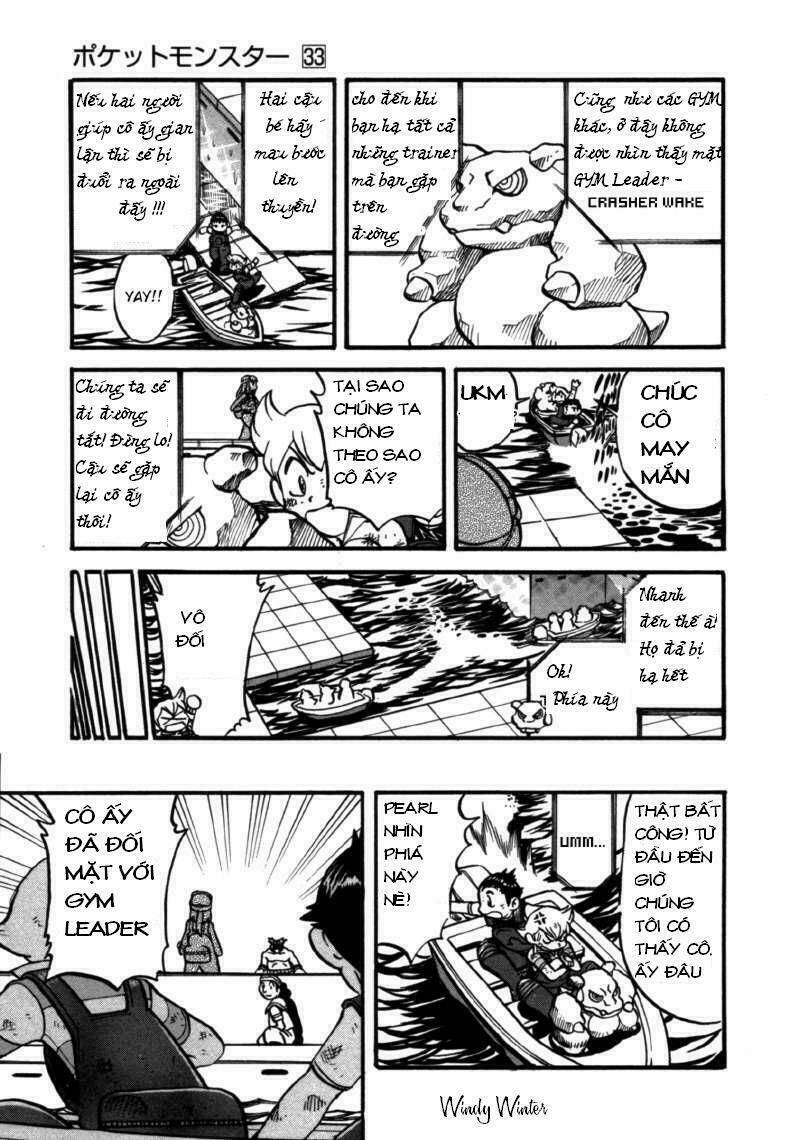 ポケットモンスター 33
Cũng như các GYM
khác, ở đây không
được nhìn thấy mặt
GYM Leader -
CRASHER WAKE
cho đến khi
bạn hạ tất cả
những trainer
mà bạn gặp
trên
đường
Hai cậu
bé hãy
mau bước
lên
thuyền!
Nếu hai người
giúp cô ấy gian
lận thì sẽ bị
đuổi ra ngoài
đấy !!!
YAY!!
CHÚC
CÔ
MAY
MẮN
UKM
TẠI SAO
CHÚNG TA
KHÔNG
THEO SAO
CÔ ẤY?
Chúng ta sẽ
đi đường
tắt! Đừng lo!
Cậu sẽ gặp
lại cô ấy
thôi!
Nhanh
đến thế à!
Họ đả bị
hạ hết
Ok!
Phía này
VÔ
ĐỐI
THẬT BẤT
CÔNG! TỪ
ĐẦU ĐẾN
GIỜ
CHÚNG
TÔI CÓ
THẤY CÔ.
ẤY ĐÂU
UMM...
PEARL
NHÌN
PHIÁ
NÀY
NÈ!
CÔ ẤY
ĐÃ ĐỐI
MẶT VỚI
GYM
LEADER
Windy Winter